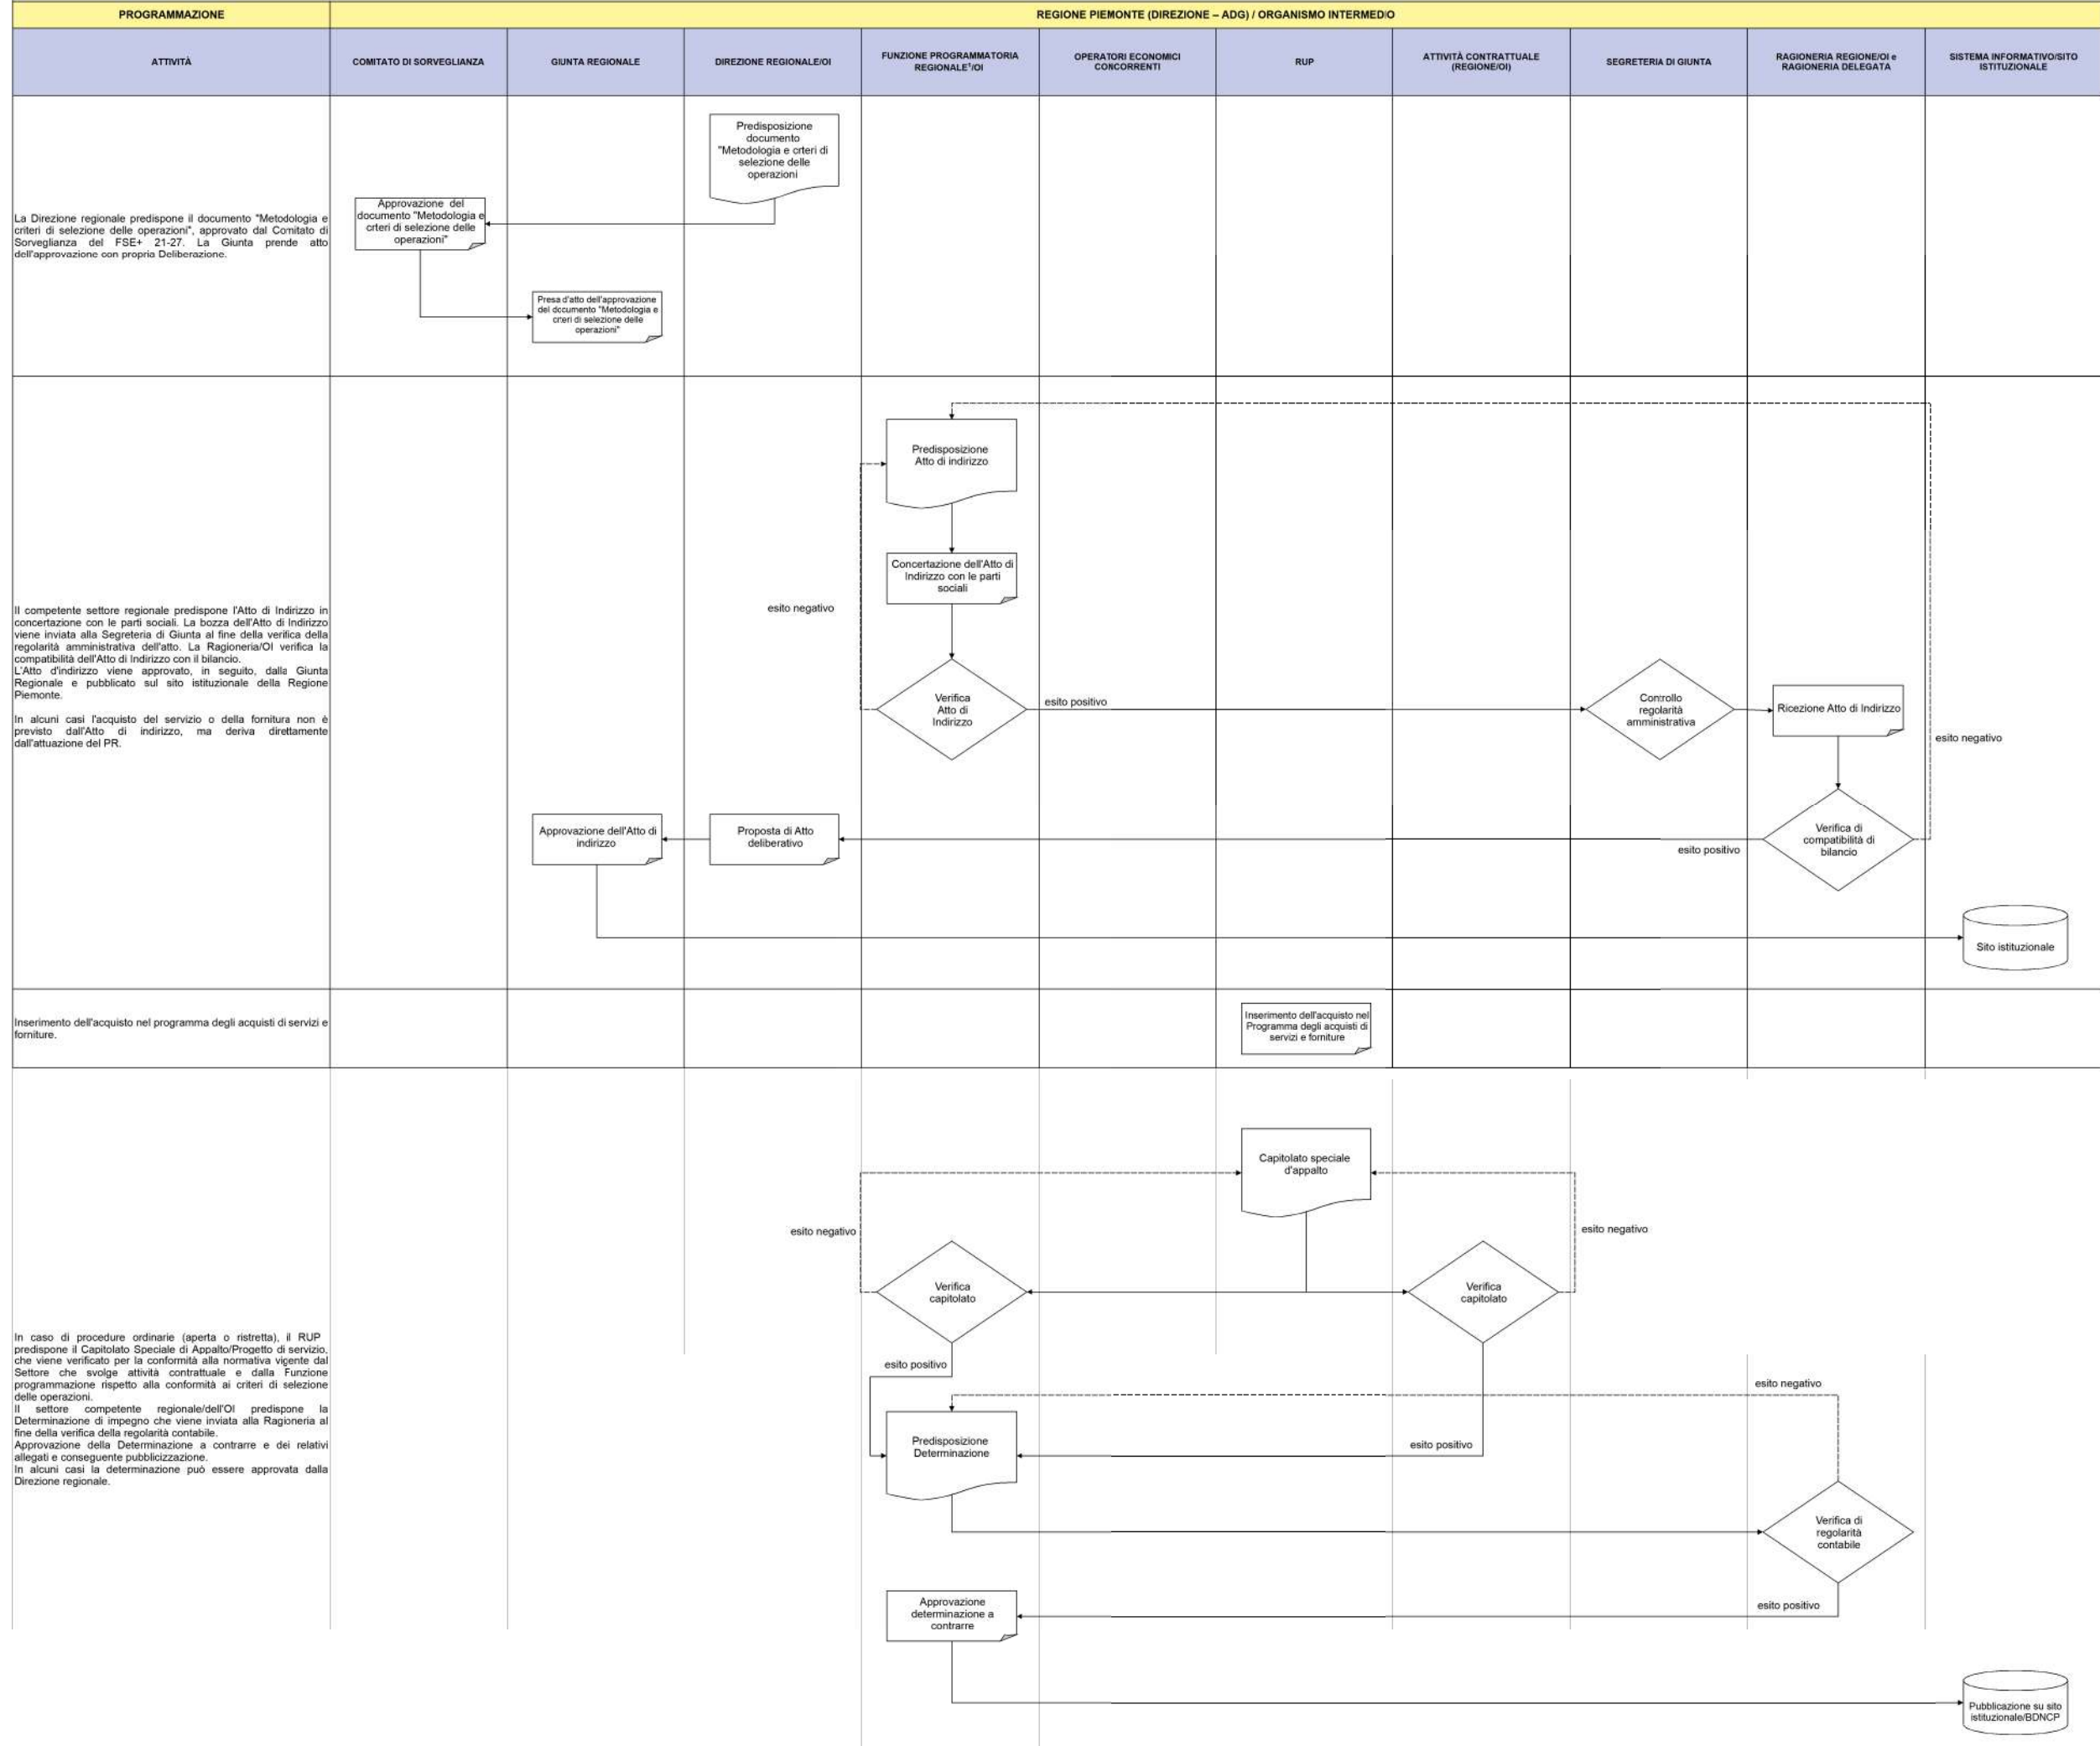 PROGRAMMAZIONE
REGIONE PIEMONTE (DIREZIONE – ADG) / ORGANISMO INTERMEDIO
ATTIVITÀ
COMITATO DI SORVEGLIANZA
GIUNTA REGIONALE
DIREZIONE REGIONALE/OI
FUNZIONE PROGRAMMATORIA
REGIONALE¹/OI
OPERATORI ECONOMICI
CONCORRENTI
RUP
ATTIVITÀ CONTRATTUALE
(REGIONE/OI)
SEGRETERIA DI GIUNTA
RAGIONERIA REGIONE/OI e
RAGIONERIA DELEGATA
SISTEMA INFORMATIVO/SITO
ISTITUZIONALE
La Direzione regionale predispone il documento "Metodologia e
criteri di selezione delle operazioni", approvato dal Comitato di
Sorveglianza del FSE+ 21-27. La Giunta prende atto
dell'approvazione con propria Deliberazione.
Predisposizione
documento
"Metodologia e crteri di
selezione delle
operazioni
Approvazione del
documento "Metodologia e
crteri di selezione delle
operazioni"
Presa d'atto dell'approvazione
del documento "Metodologia e
crteri di selezione delle
operazioni"
Il competente settore regionale predispone l'Atto di Indirizzo in
concertazione con le parti sociali. La bozza dell'Atto di Indirizzo
viene inviata alla Segreteria di Giunta al fine della verifica della
regolarità amministrativa dell'atto. La Ragioneria/OI verifica la
compatibilità dell'Atto di Indirizzo con il bilancio.
L'Atto d'indirizzo viene approvato, in seguito, dalla Giunta
Regionale e pubblicato sul sito istituzionale della Regione
Piemonte.
In alcuni casi l'acquisto del servizio o della fornitura non è
previsto dall'Atto di indirizzo, ma deriva direttamente
dall'attuazione del PR.
Predisposizione
Atto di indirizzo
Concertazione dell'Atto di
Indirizzo con le parti
sociali
esito negativo
Verifica
Atto di
Indirizzo
esito positivo
Controllo
regolarità
amministrativa
Ricezione Atto di Indirizzo
esito negativo
Approvazione dell'Atto di
indirizzo
Proposta di Atto
deliberativo
esito positivo
Verifica di
compatibilità di
bilancio
Sito istituzionale
Inserimento dell'acquisto nel programma degli acquisti di servizi e
forniture.
Inserimento dell'acquisto nel
Programma degli acquisti di
servizi e forniture
In caso di procedure ordinarie (aperta o ristretta), il RUP
predispone il Capitolato Speciale di Appalto/Progetto di servizio,
che viene verificato per la conformità alla normativa vigente dal
Settore che svolge attività contrattuale e dalla Funzione
programmazione rispetto alla conformità ai criteri di selezione
delle operazioni.
Il settore competente regionale/dell'OI predispone la
Determinazione di impegno che viene inviata alla Ragioneria al
fine della verifica della regolarità contabile.
Approvazione della Determinazione a contrarre e dei relativi
allegati e conseguente pubblicizzazione.
In alcuni casi la determinazione può essere approvata dalla
Direzione regionale.
Capitolato speciale
d'appalto
esito negativo
esito negativo
Verifica
capitolato
Verifica
capitolato
esito positivo
esito negativo
Predisposizione
Determinazione
esito positivo
Verifica di
regolarità
contabile
Approvazione
determinazione a
contrarre
esito positivo
Pubblicazione su sito
istituzionale/BDNCP